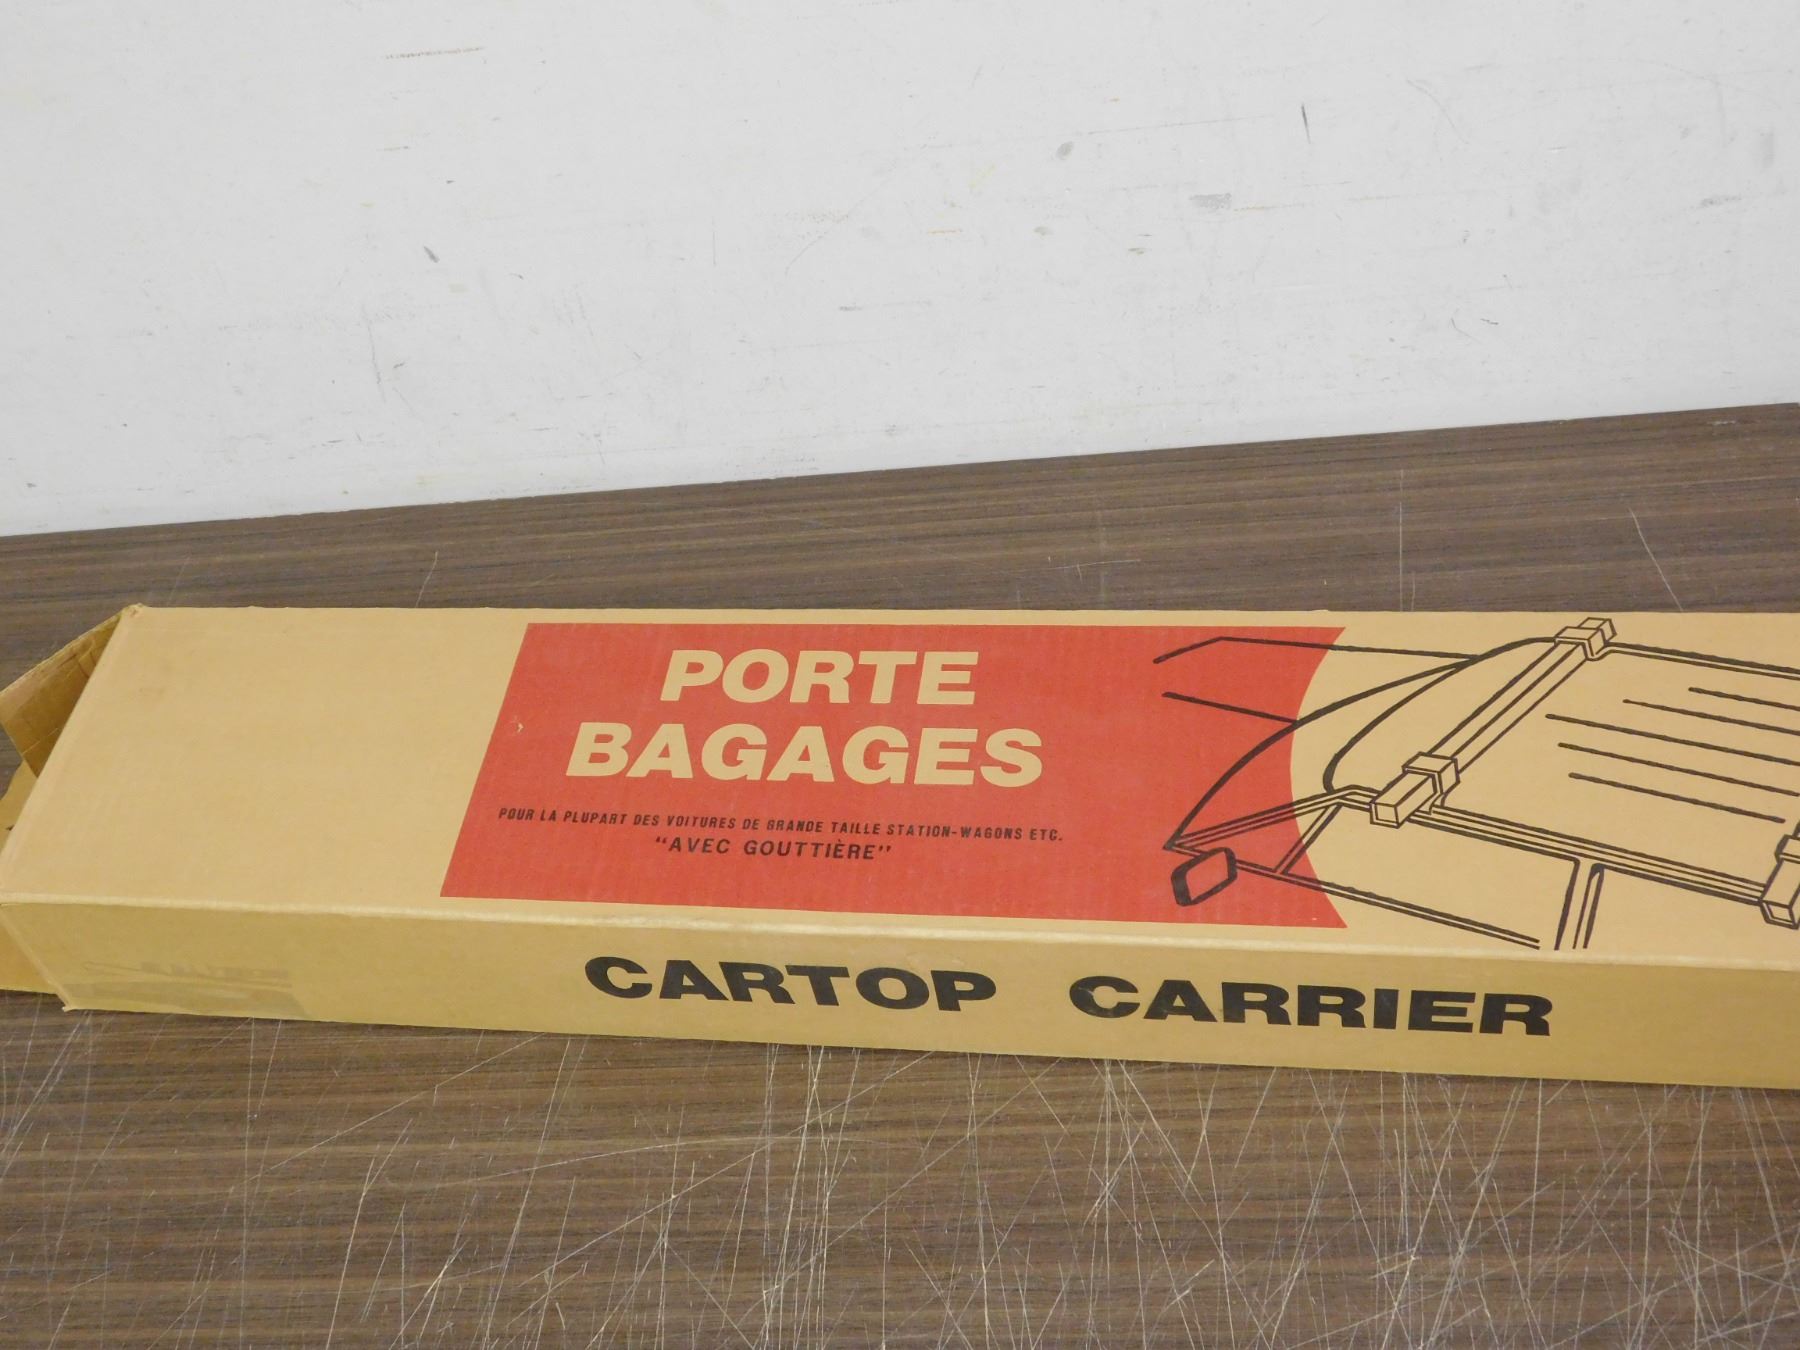 PORTE
BAGAGES
POUR LA PLUPART DES VOITURES DE GRANDE TAILLE STATION-WAGONS ETC.
“AVEC GOUTTIÈRE”
CARTOP CARRIER